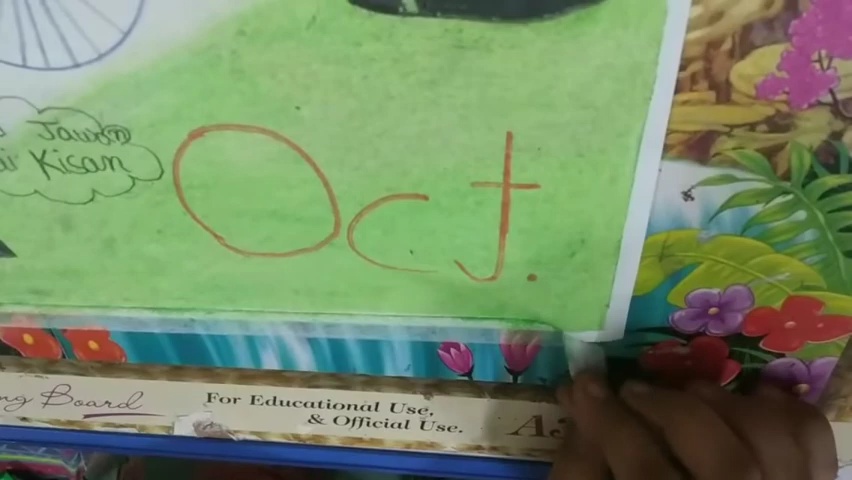 Jawan
Kisan
Oct.
Board
For Educational Use,
& Official Use.